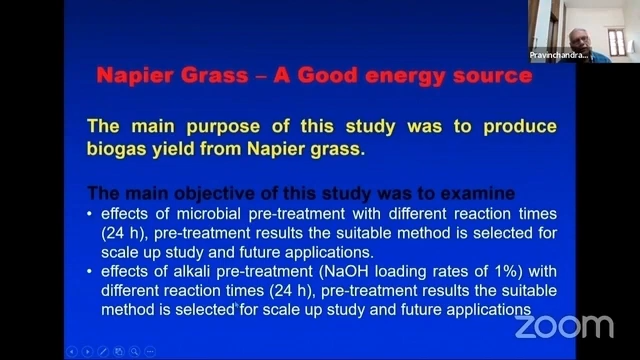 Pravinchandra...
Napier Grass – A Good energy source
The main purpose of this study was to produce
biogas yield from Napier grass.
The main objective of this study was to examine
• effects of microbial pre-treatment with different reaction times
(24 h), pre-treatment results the suitable method is selected for
scale up study and future applications.
• effects of alkali pre-treatment (NaOH loading rates of 1%) with
different reaction times (24 h), pre-treatment results the suitable
method is selected for scale up study and future applications
zoom